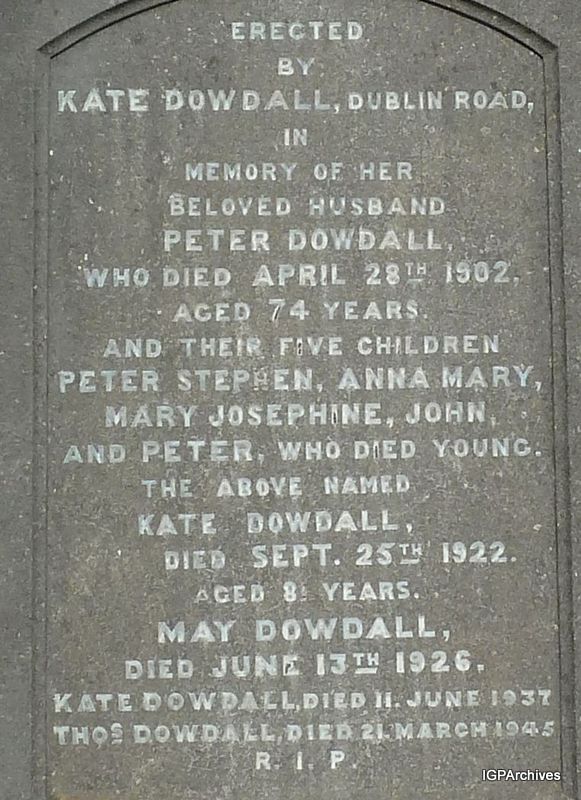 ERECTED
BY
KATE DOWDALL, DUBLIN ROAD,
IN
MEMORY OF HER
BELOVED HUSBAND
PETER DOWDALL,
WHO DIED APRIL 28TH 1902,
AGED 74 YEARS.
AND THEIR FIVE CHILDREN
PETER STEPHEN, ANNA MARY,
MARY JOSEPHINE, JOHN,
AND PETER, WHO DIED YOUNG.
THE ABOVE NAMED
KATE DOWDALL,
DIED SEPT. 25TH 1922.
AGED YEARS.
MAY DOWDALL,
DIED JUNE 13TH 1926.
KATE DOWDALL, DIED 11. JUNE 1937
THOS DOWDALL, DIED 21. MARCH 1945
R. I. P.
IGPArchives